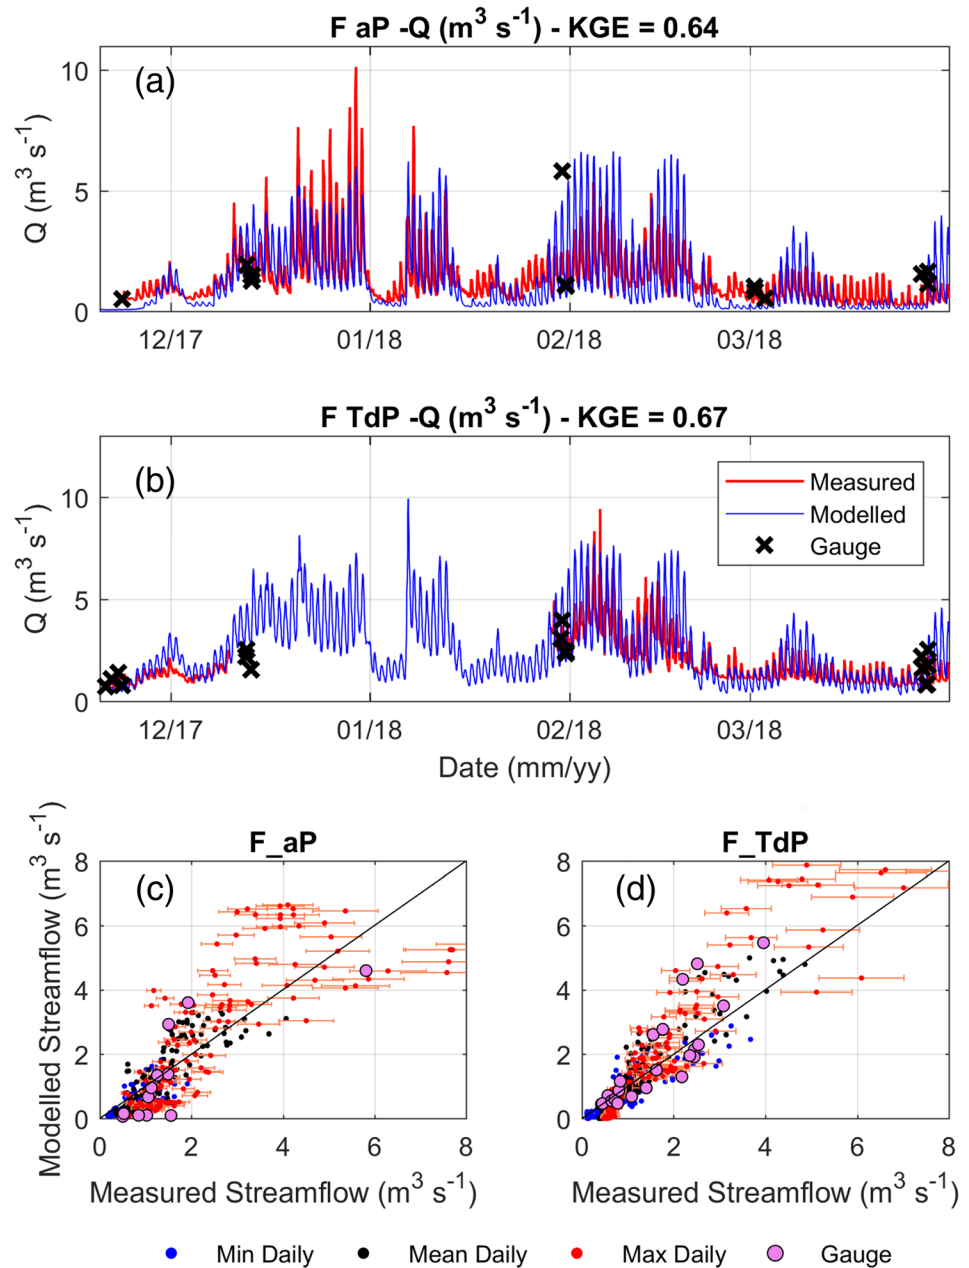 F aP -Q (m³ s⁻¹) - KGE = 0.64
(a)
Q (m³ s⁻¹)
10
5
0
12/17 01/18 02/18 03/18
F TdP -Q (m³ s⁻¹) - KGE = 0.67
(b)
Measured
Modelled
Gauge
Q (m³ s⁻¹)
10
5
0
12/17 01/18 02/18 03/18
Date (mm/yy)
F_aP
(c)
Modelled Streamflow (m³ s⁻¹)
8
6
4
2
0
0 2 4 6 8
Measured Streamflow (m³ s⁻¹)
F_TdP
(d)
8
6
4
2
0
0 2 4 6 8
Measured Streamflow (m³ s⁻¹)
Min Daily Mean Daily Max Daily Gauge